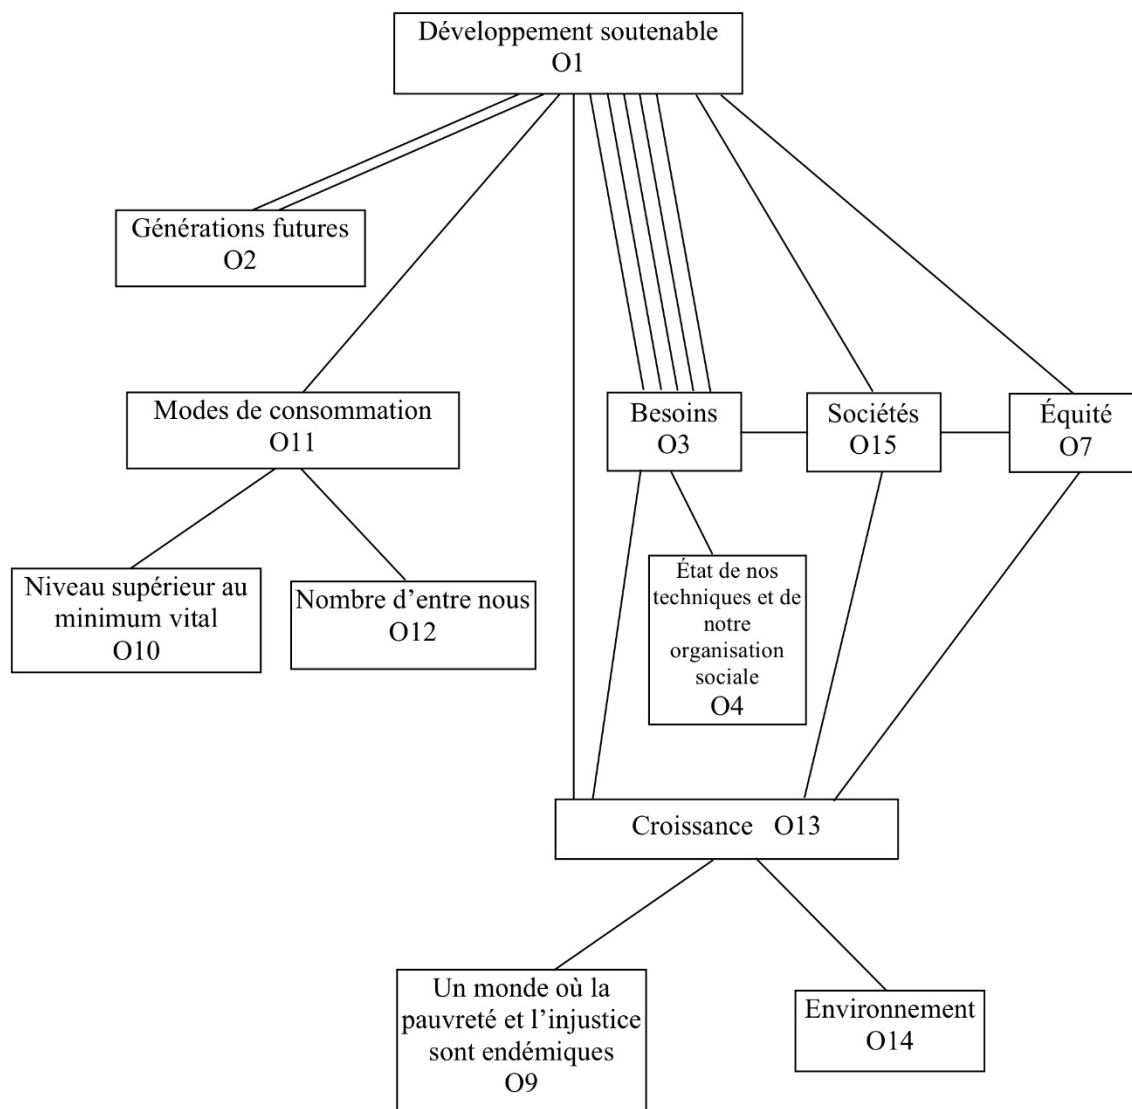 Développement soutenable
O1
Générations futures
O2
Modes de consommation
O11
Besoins
O3
Sociétés
O15
Équité
O7
Niveau supérieur au
minimum vital
O10
Nombre d’entre nous
O12
État de nos
techniques et de
notre
organisation
sociale
O4
Croissance O13
Un monde où la
pauvreté et l’injustice
sont endémiques
O9
Environnement
O14